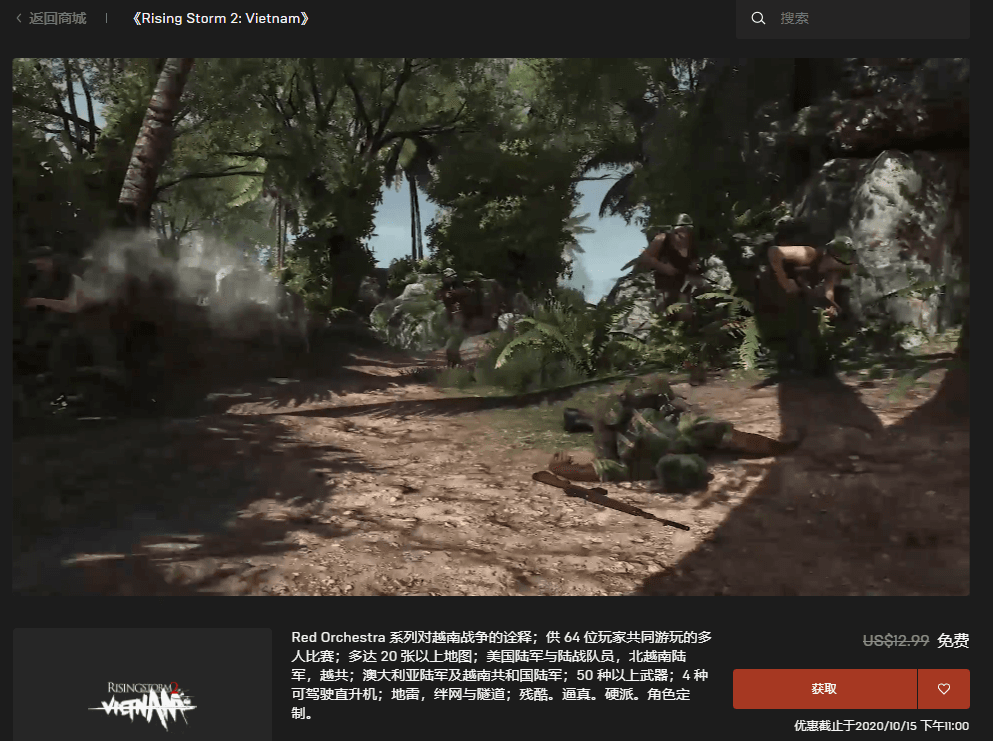 返回商城
《Rising Storm 2: Vietnam》
搜索
Red Orchestra 系列对越南战争的诠释；供 64 位玩家共同游玩的多
人比赛；多达 20 张以上地图；美国陆军与陆战队员，北越南陆
军，越共；澳大利亚陆军及越南共和国陆军；50 种以上武器；4 种
可驾驶直升机；地雷，绊网与隧道；残酷。逼真。硬派。角色定
制。
RISING STORM 2
VIETNAM
US$12.99 免费
获取
优惠截止于2020/10/15 下午11:00